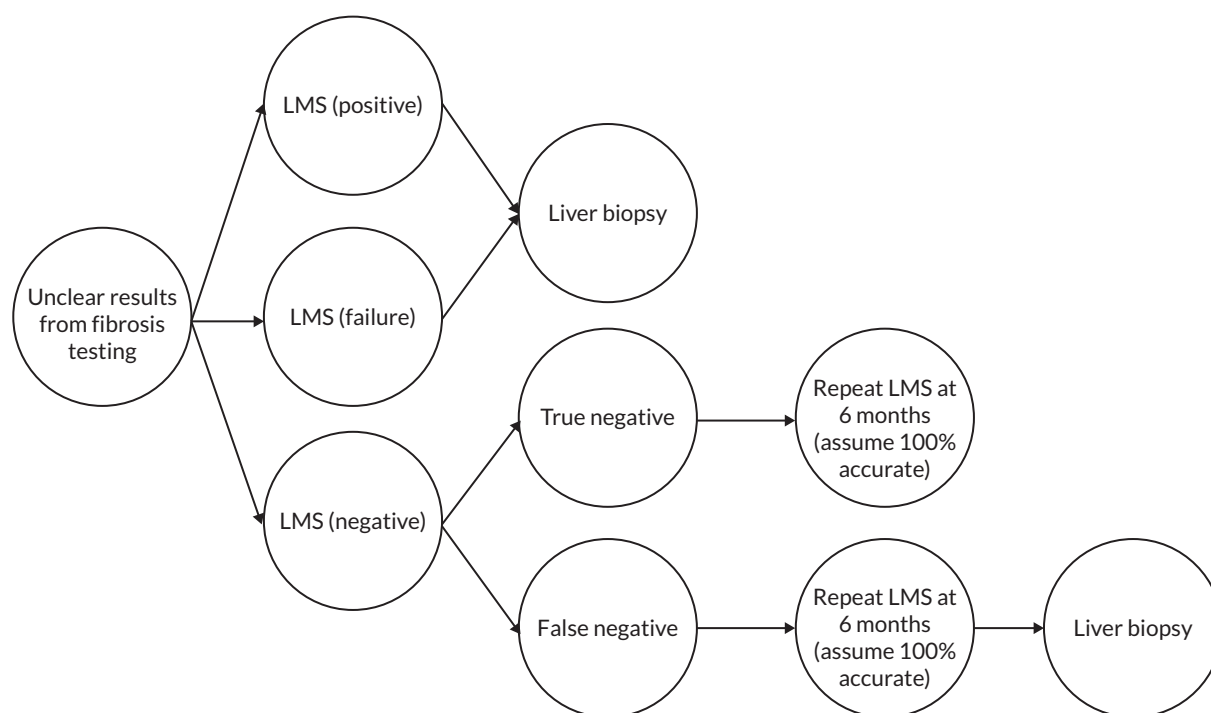 LMS (positive)
Liver biopsy
Unclear results
from fibrosis
testing
LMS (failure)
LMS (negative)
True negative
Repeat LMS at
6 months
(assume 100%
accurate)
False negative
Repeat LMS at
6 months
(assume 100%
accurate)
Liver biopsy